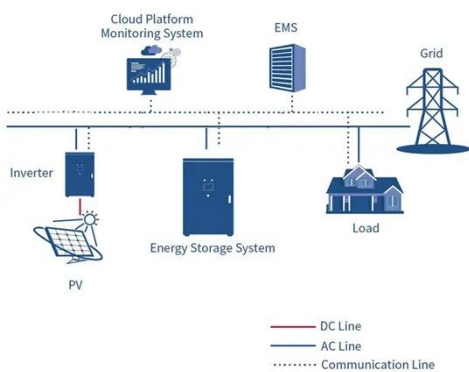 Cloud Platform
Monitoring System
EMS
Grid
Inverter
Energy Storage System
Load
PV
DC Line
AC Line
Communication Line